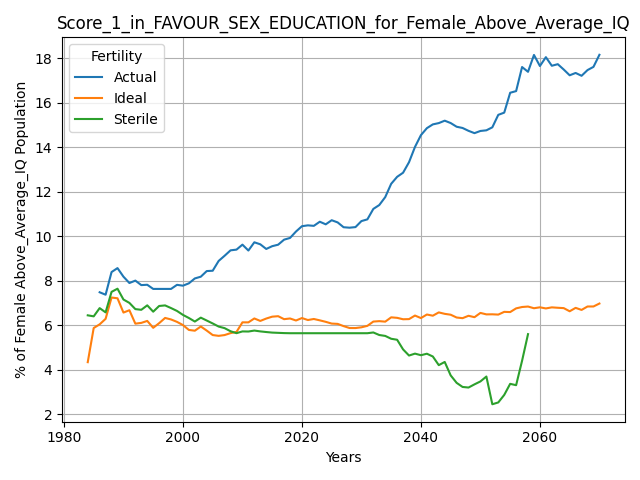 Score_1_in_FAVOUR_SEX_EDUCATION_for_Female_Above_Average_IQ
% of Female Above_Average_IQ Population
Fertility
Actual
Ideal
Sterile
18
16
14
12
10
8
6
4
2
1980
2000
2020
2040
2060
Years